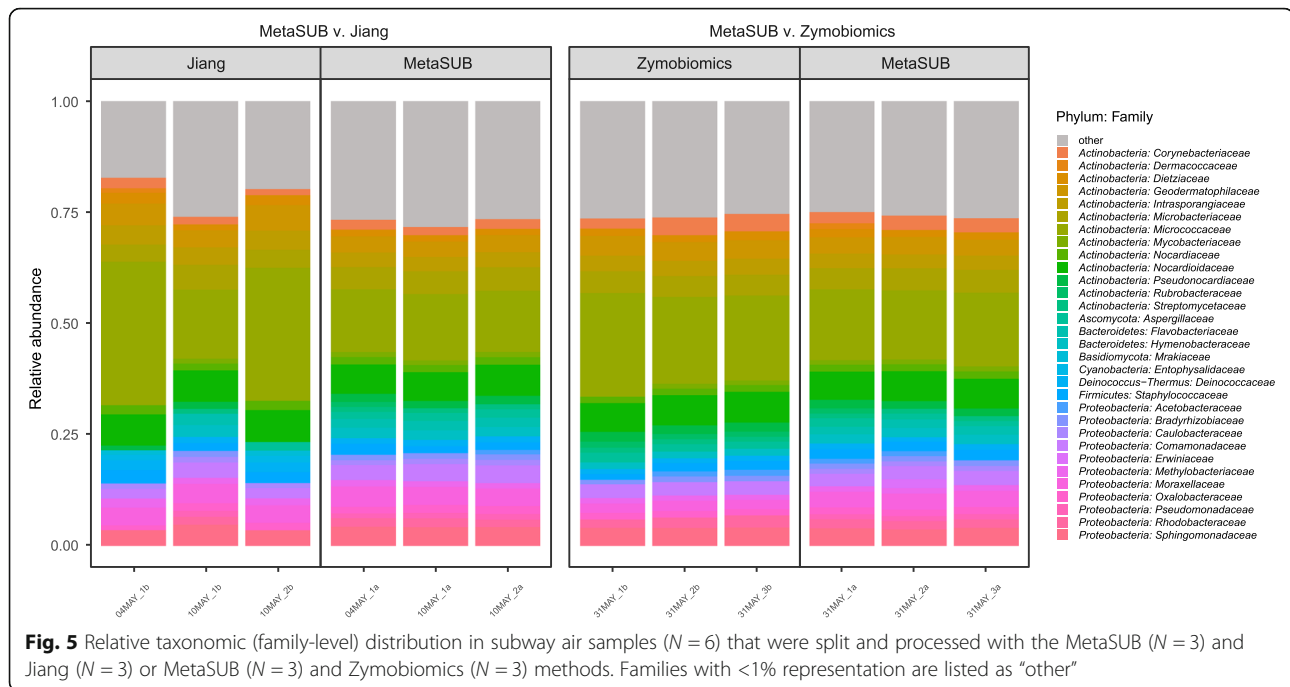 MetaSUB v. Jiang
MetaSUB v. Zymobiomics
Jiang
MetaSUB
Zymobiomics
MetaSUB
Relative abundance
1.00
0.75
0.50
0.25
0.00
04MAY_1b
10MAY_1b
10MAY_2b
04MAY_1a
10MAY_1a
10MAY_2a
31MAY_1b
31MAY_2b
31MAY_3b
31MAY_1a
31MAY_2a
31MAY_3a
Phylum: Family
other
Actinobacteria: Corynebacteriaceae
Actinobacteria: Dermacoccaceae
Actinobacteria: Dietziaceae
Actinobacteria: Geodermatophilaceae
Actinobacteria: Intrasporangiaceae
Actinobacteria: Microbacteriaceae
Actinobacteria: Micrococcaceae
Actinobacteria: Mycobacteriaceae
Actinobacteria: Nocardiaceae
Actinobacteria: Nocardioidaceae
Actinobacteria: Pseudonocardiaceae
Actinobacteria: Rubrobacteraceae
Actinobacteria: Streptomycetaceae
Ascomycota: Aspergillaceae
Bacteroidetes: Flavobacteriaceae
Bacteroidetes: Hymenobacteraceae
Basidiomycota: Mrakiaceae
Cyanobacteria: Entophysalidaceae
Deinococcus−Thermus: Deinococcaceae
Firmicutes: Staphylococcaceae
Proteobacteria: Acetobacteraceae
Proteobacteria: Bradyrhizobiaceae
Proteobacteria: Caulobacteraceae
Proteobacteria: Comamonadaceae
Proteobacteria: Erwiniaceae
Proteobacteria: Methylobacteriaceae
Proteobacteria: Moraxellaceae
Proteobacteria: Oxalobacteraceae
Proteobacteria: Pseudomonadaceae
Proteobacteria: Rhodobacteraceae
Proteobacteria: Sphingomonadaceae
Fig. 5 Relative taxonomic (family-level) distribution in subway air samples (N = 6) that were split and processed with the MetaSUB (N = 3) and
Jiang (N = 3) or MetaSUB (N = 3) and Zymobiomics (N = 3) methods. Families with <1% representation are listed as “other”